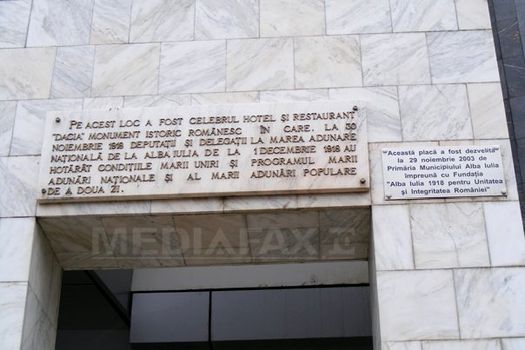 PE ACEST LOC A FOST CELEBRUL HOTEL ȘI RESTAURANT
"DACIA" MONUMENT ISTORIC ROMÂNESC ÎN CARE, LA 30
NOIEMBRIE 1918 DEPUTAȚII ȘI DELEGAȚII LA MAREA ADUNARE
NAȚIONALĂ DE LA ALBA IULIA DE LA 1 DECEMBRIE 1918 AU
HOTĂRÂT CONDIȚIILE MARII UNIRI ȘI PROGRAMUL MARII
ADUNĂRI NAȚIONALE ȘI AL MARII ADUNĂRI POPULARE
DE A DOUA ZI.
Această placă a fost dezvelită
la 29 noiembrie 2003 de
Primăria Municipiului Alba Iulia
împreună cu Fundația
"Alba Iulia 1918 pentru Unitatea
și Integritatea României"
MEDIAFAX